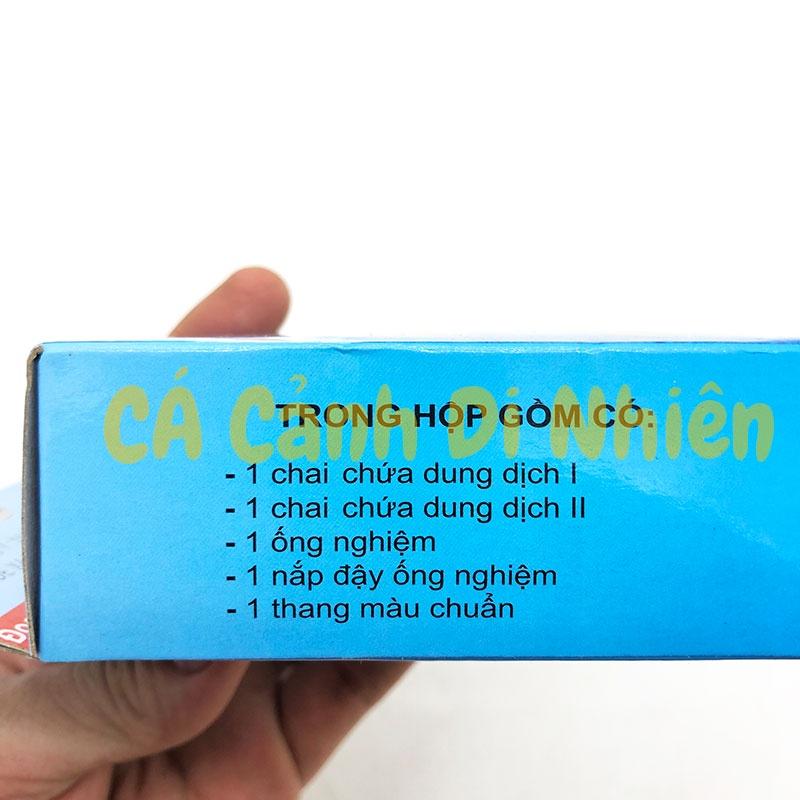 CÁ Cảnh Di Nhiên
TRONG HỘP GỒM CÓ:
- 1 chai chứa dung dịch I
- 1 chai chứa dung dịch II
- 1 ống nghiệm
- 1 nắp đậy ống nghiệm
- 1 thang màu chuẩn